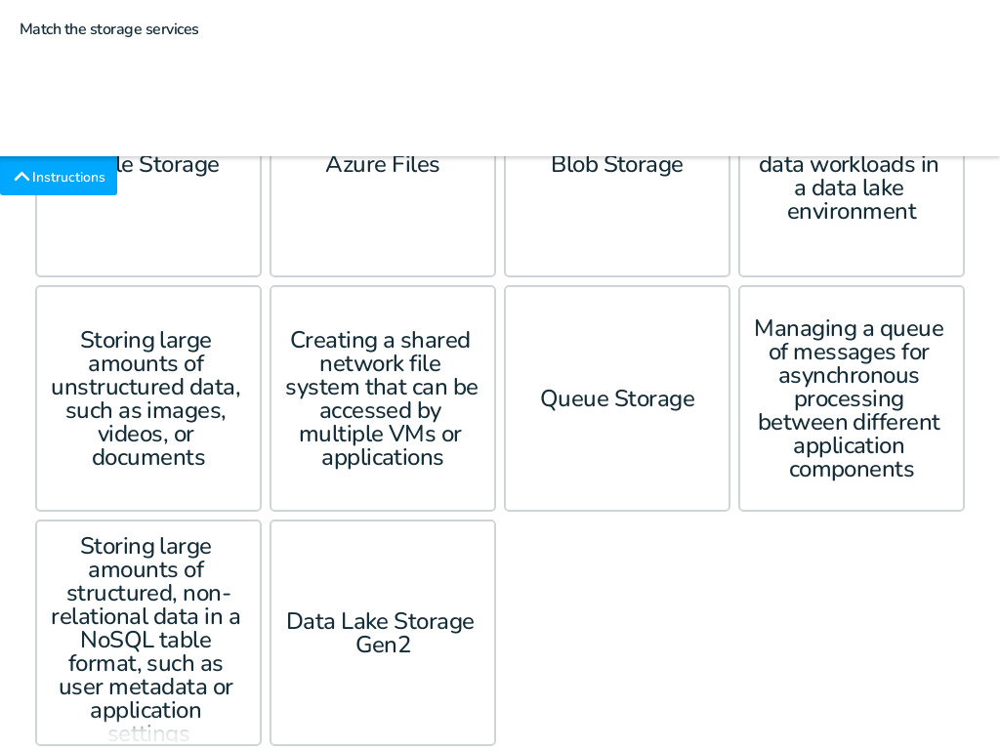 Match the storage services
Instructions
le Storage
Azure Files
Blob Storage
data workloads in
a data lake
environment
Storing large
amounts of
unstructured data,
such as images,
videos, or
documents
Creating a shared
network file
system that can be
accessed by
multiple VMs or
applications
Queue Storage
Managing a queue
of messages for
asynchronous
processing
between different
application
components
Storing large
amounts of
structured, non-
relational data in a
NoSQL table
format, such as
user metadata or
application
settings
Data Lake Storage
Gen2